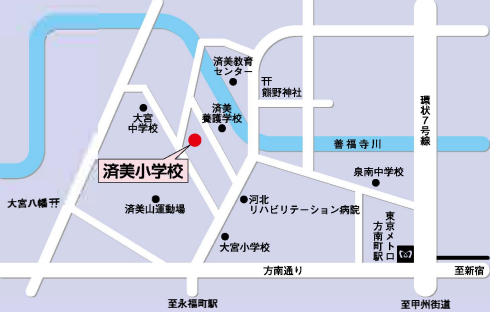 済美教育
センター
熊野神社
済美
養護学校
大宮
中学校
環状7号線
善福寺川
済美小学校
泉南中学校
大宮八幡
済美山運動場
河北
リハビリテーション病院
東京メトロ
方南町駅
大宮小学校
方南通り
至新宿
至永福町駅
至甲州街道